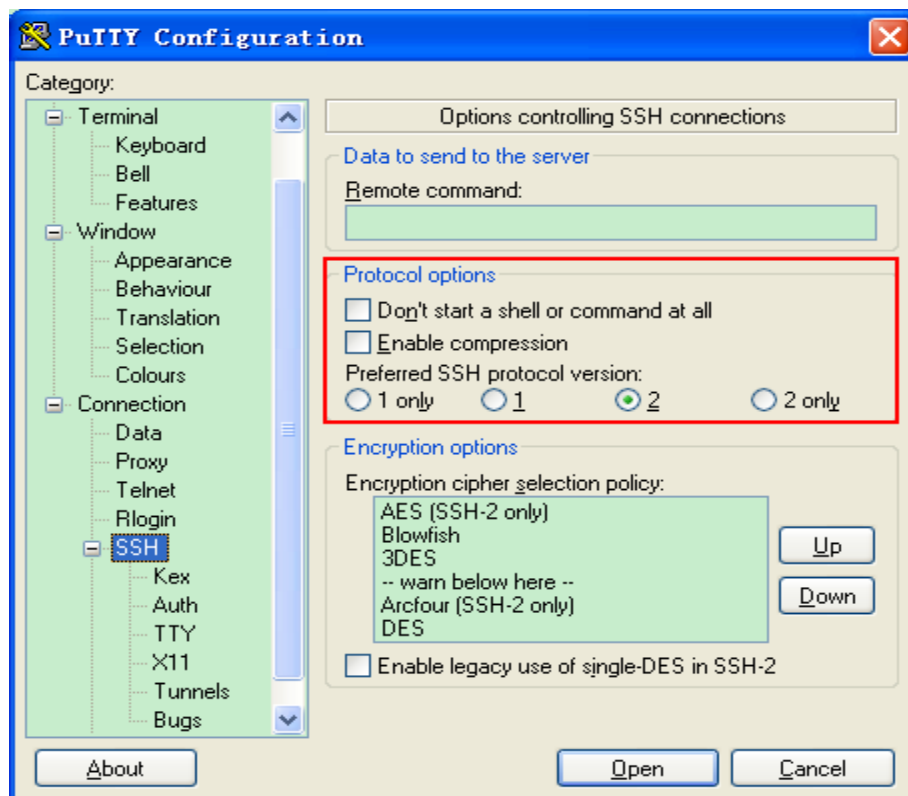 PuTTY Configuration
Category:
Terminal
Keyboard
Bell
Features
Window
Appearance
Behaviour
Translation
Selection
Colours
Connection
Data
Proxy
Telnet
Rlogin
SSH
Kex
Auth
TTY
X11
Tunnels
Bugs
Options controlling SSH connections
Data to send to the server
Remote command:
Protocol options
Don't start a shell or command at all
Enable compression
Preferred SSH protocol version:
1 only 1 2 2 only
Encryption options
Encryption cipher selection policy:
AES (SSH-2 only)
Blowfish
3DES
-- warn below here --
Arcfour (SSH-2 only)
DES
Up
Down
Enable legacy use of single-DES in SSH-2
About Open Cancel